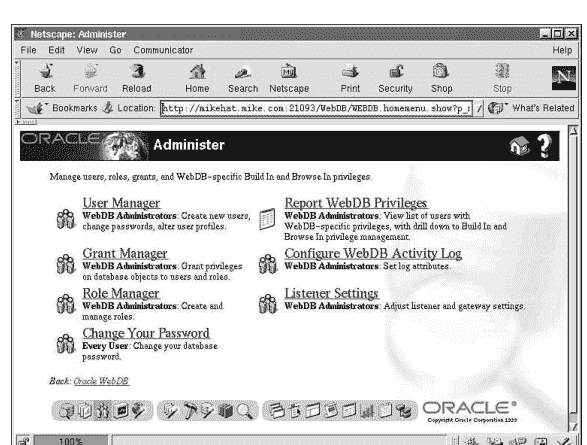 Netscape: Administer
File Edit View Go Communicator Help
Back Forward Reload Home Search Netscape Print Security Shop Stop
Bookmarks Location: http://mikehat.mike.com:21093/WebDB/WEBDB.homemenu.show?p_ What's Related
ORACLE Administer
Manage users, roles, grants, and WebDB-specific Build In and Browse In privileges.
User Manager
WebDB Administrators: Create new users,
change passwords, alter user profiles.
Report WebDB Privileges
WebDB Administrators: View list of users with
WebDB-specific privileges, with drill down to Build In and
Browse In privilege management.
Grant Manager
WebDB Administrators: Grant privileges
on database objects to users and roles.
Configure WebDB Activity Log
WebDB Administrators: Set log attributes.
Role Manager
WebDB Administrators: Create and
manage roles.
Listener Settings
WebDB Administrators: Adjust listener and gateway settings.
Change Your Password
Every User: Change your database
password.
Back: Oracle WebDB
ORACLE®
Copyright Oracle Corporation 1999
100%